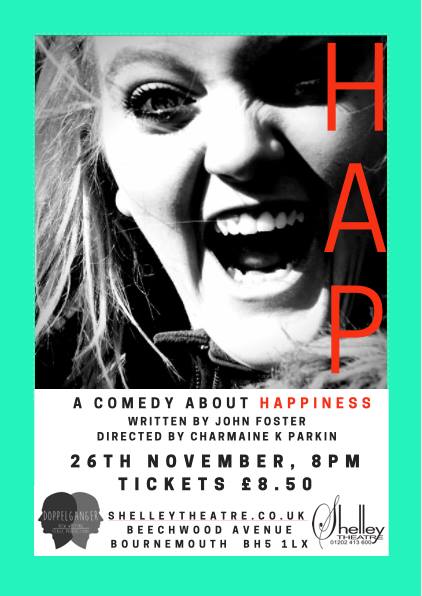 HAP
A COMEDY ABOUT HAPPINESS
WRITTEN BY JOHN FOSTER
DIRECTED BY CHARMAINE K PARKIN
26TH NOVEMBER, 8PM
TICKETS £8.50
DOPPELGANGER
SHELLEYTHEATRE.CO.UK
BEECHWOOD AVENUE
BOURNEMOUTH BH5 1LX
Shelley
THEATRE
01202 413 600